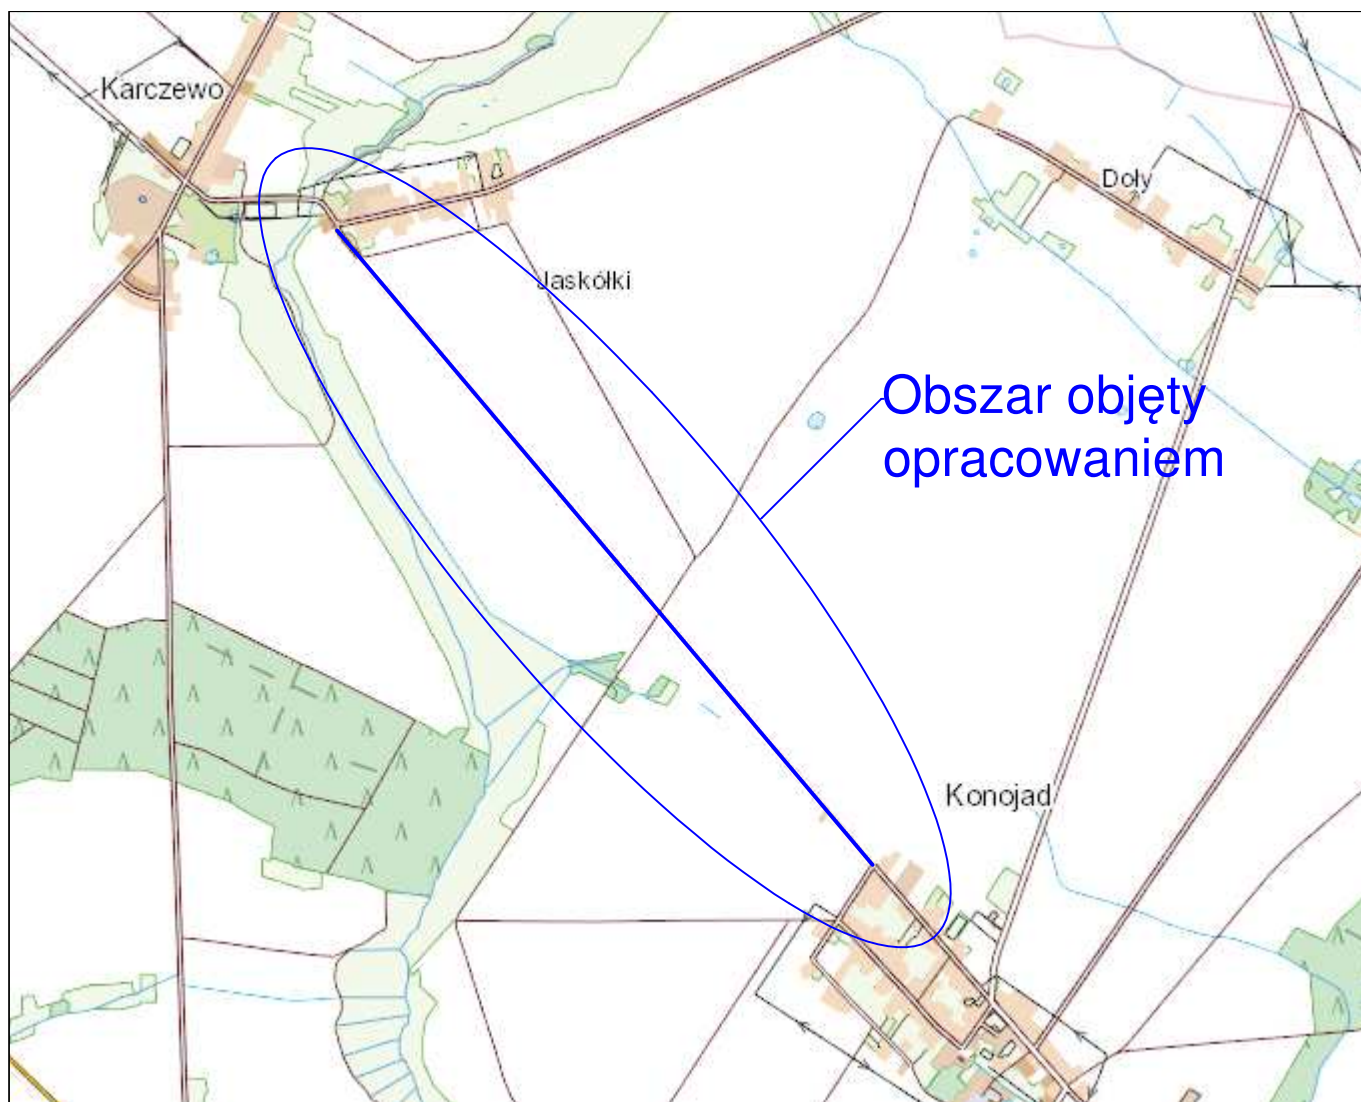 Karczewo
Doły
Jaskółki
Obszar objęty
opracowaniem
Konojad